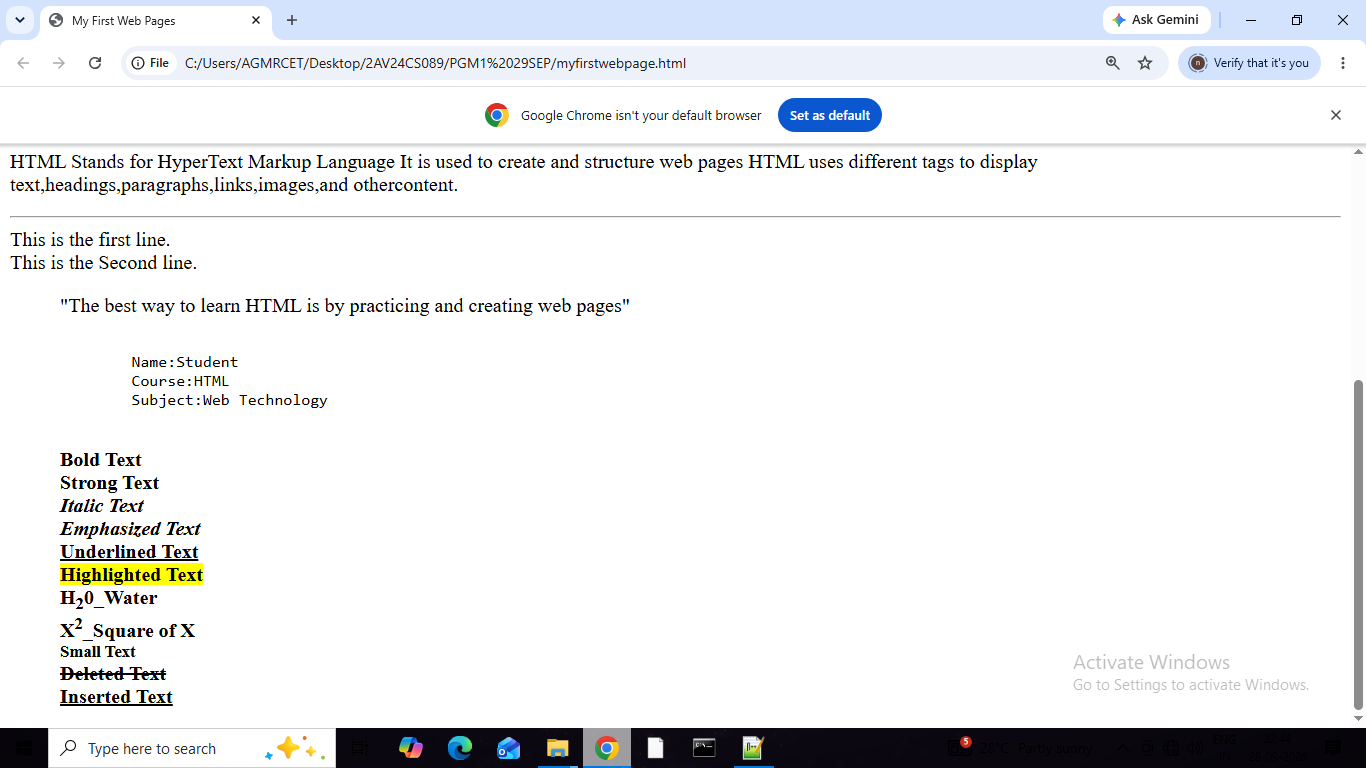 My First Web Pages
Ask Gemini
File
C:/Users/AGMRCET/Desktop/2AV24CS089/PGM1%2029SEP/myfirstwebpage.html
n
Verify that it's you
Google Chrome isn't your default browser
Set as default
HTML Stands for HyperText Markup Language It is used to create and structure web pages HTML uses different tags to display
text,headings,paragraphs,links,images,and othercontent.
This is the first line.
This is the Second line.
"The best way to learn HTML is by practicing and creating web pages"
Name:Student
Course:HTML
Subject:Web Technology
Bold Text
Strong Text
Italic Text
Emphasized Text
Underlined Text
Highlighted Text
H₂0_Water
X²_Square of X
Small Text
Deleted Text
Inserted Text
Activate Windows
Go to Settings to activate Windows.
Type here to search
5
Partly sunny